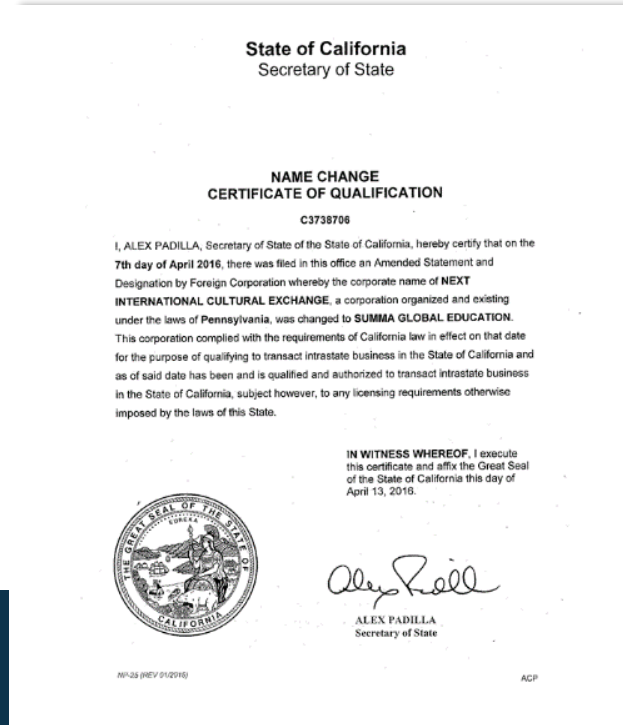 State of California
Secretary of State
NAME CHANGE
CERTIFICATE OF QUALIFICATION
C3738706
I, ALEX PADILLA, Secretary of State of the State of California, hereby certify that on the
7th day of April 2016, there was filed in this office an Amended Statement and
Designation by Foreign Corporation whereby the corporate name of NEXT
INTERNATIONAL CULTURAL EXCHANGE, a corporation organized and existing
under the laws of Pennsylvania, was changed to SUMMA GLOBAL EDUCATION.
This corporation complied with the requirements of California law in effect on that date
for the purpose of qualifying to transact intrastate business in the State of California and
as of said date has been and is qualified and authorized to transact intrastate business
in the State of California, subject however, to any licensing requirements otherwise
imposed by the laws of this State.
IN WITNESS WHEREOF, I execute
this certificate and affix the Great Seal
of the State of California this day of
April 13, 2016.
THE GREAT SEAL OF THE STATE OF
EUREKA
CALIFORNIA
Alex Padilla
ALEX PADILLA
Secretary of State
NP-25 (REV 01/2015)
ACP